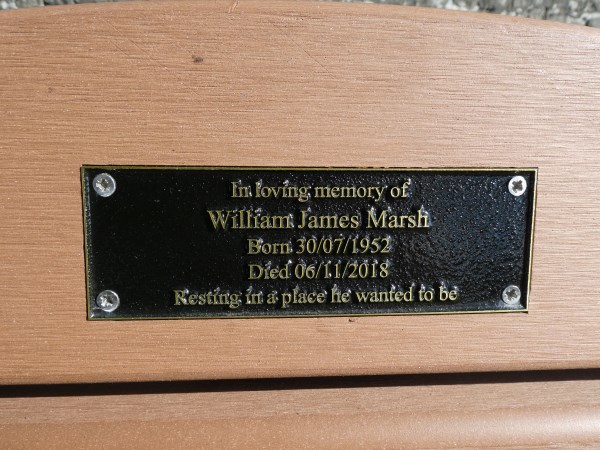 In loving memory of
William James Marsh
Born 30/07/1952
Died 06/11/2018
Resting in a place he wanted to be